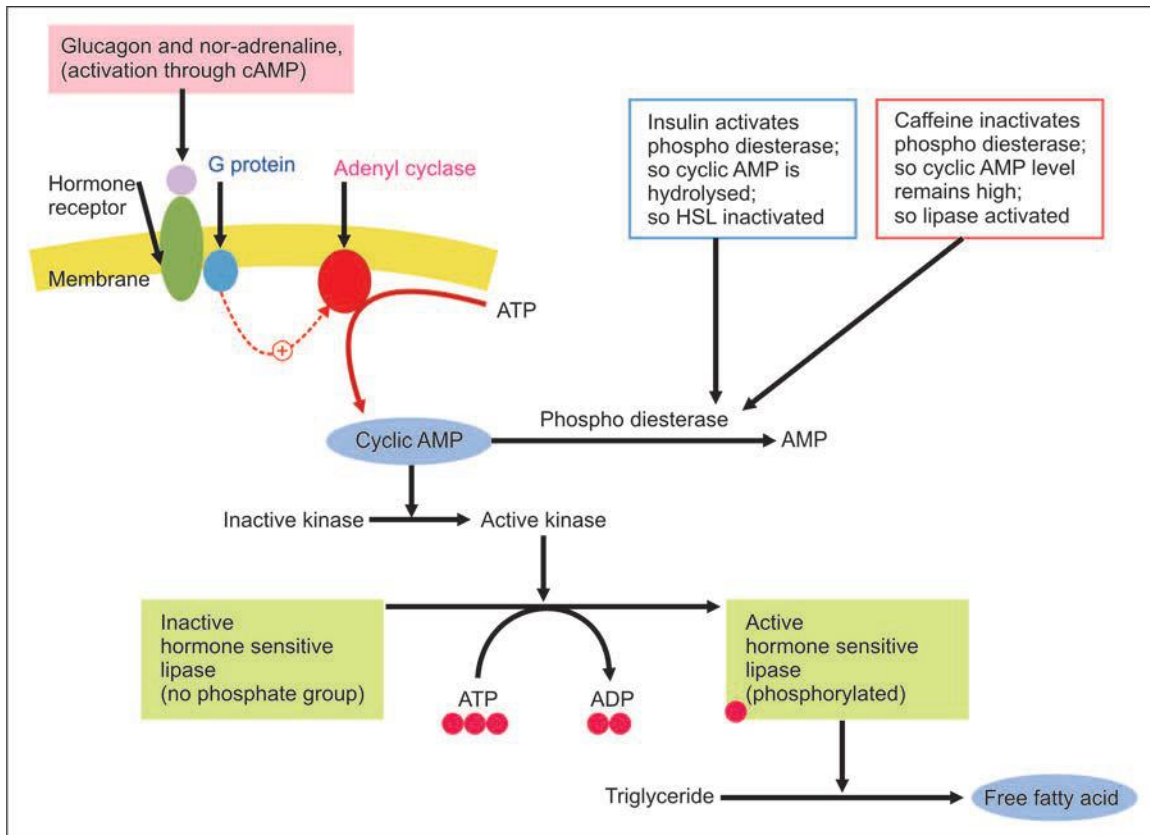 Glucagon and nor-adrenaline,
(activation through cAMP)
Insulin activates
phospho diesterase;
so cyclic AMP is
hydrolysed;
so HSL inactivated
Caffeine inactivates
phospho diesterase;
so cyclic AMP level
remains high;
so lipase activated
G protein
Adenyl cyclase
Hormone
receptor
Membrane
ATP
+
Phospho diesterase
Cyclic AMP
AMP
Inactive kinase
Active kinase
Inactive
hormone sensitive
lipase
(no phosphate group)
ATP
ADP
Active
hormone sensitive
lipase
(phosphorylated)
Triglyceride
Free fatty acid